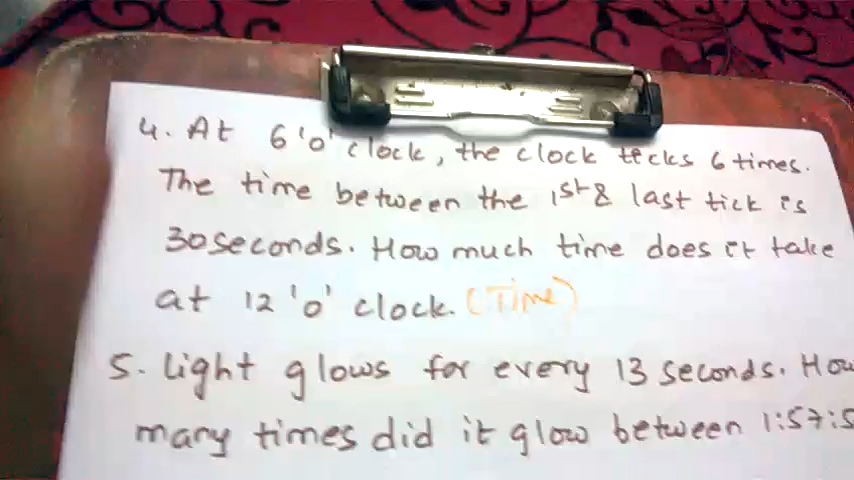 4. At 6 'o' clock, the clock ticks 6 times.
The time between the 1st & last tick is
30 seconds. How much time does it take
at 12 'o' clock. (Time)
5. Light glows for every 13 seconds. How
many times did it glow between 1:57:5